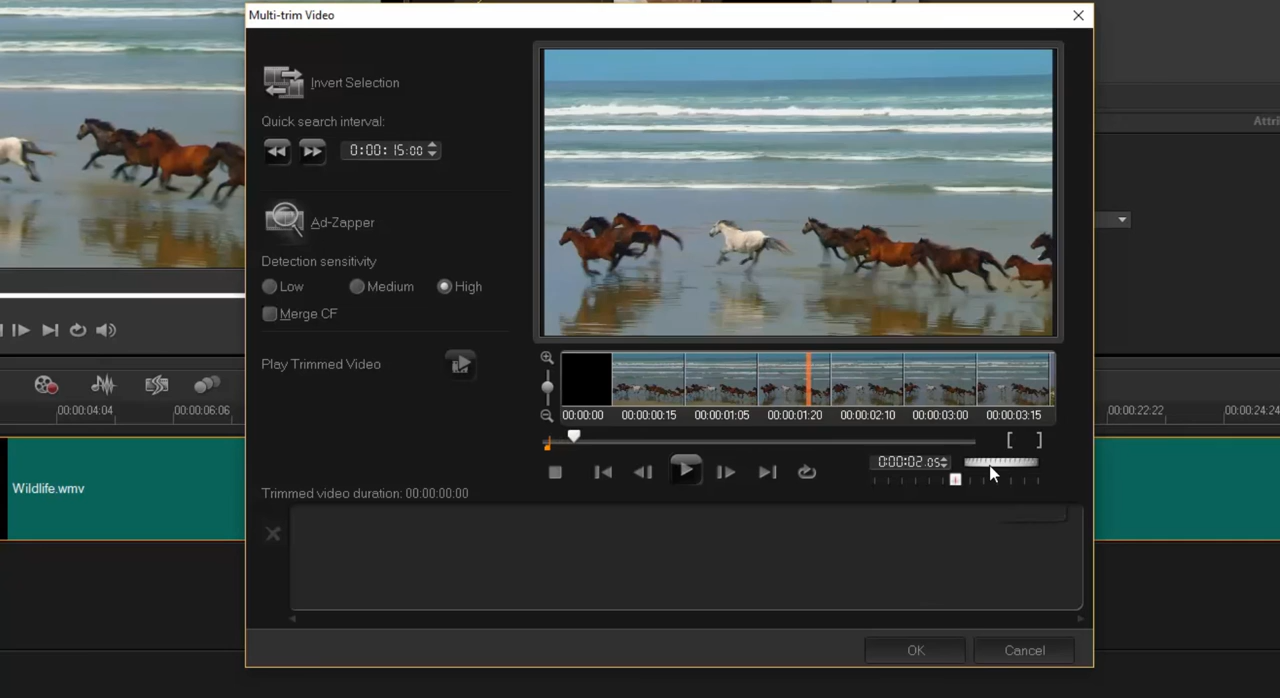 Multi-trim Video
Invert Selection
Quick search interval:
0:00:15:00
Ad-Zapper
Detection sensitivity
Low Medium High
Merge CF
Play Trimmed Video
00:00:00 00:00:00:15 00:00:01:05 00:00:01:20 00:00:02:10 00:00:03:00 00:00:03:15
[ ]
0:00:02.05
Trimmed video duration: 00:00:00:00
OK Cancel
00:00:04:04 00:00:06:06
Wildlife.wmv
Attri
00:00:22:22 00:00:24:24